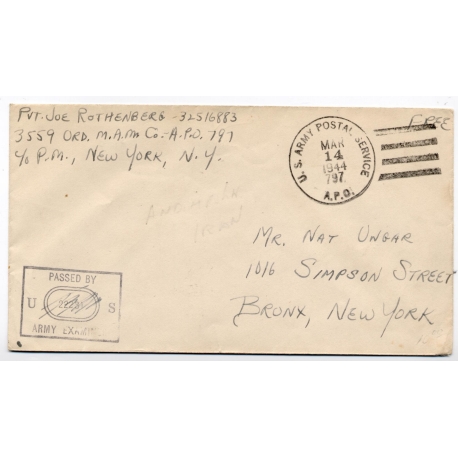 PVT. JOE ROTHENBERG - 32516883
3559 ORD. M.A.M. CO. - A.P.O. 797
c/o P.M., NEW YORK, N.Y.
FREE
U.S. ARMY POSTAL SERVICE
MAR
14
1944
797
A.P.O.
IRAN
MR. NAT UNGAR
1016 SIMPSON STREET
BRONX, NEW YORK
PASSED BY
U S
ARMY EXAMINER